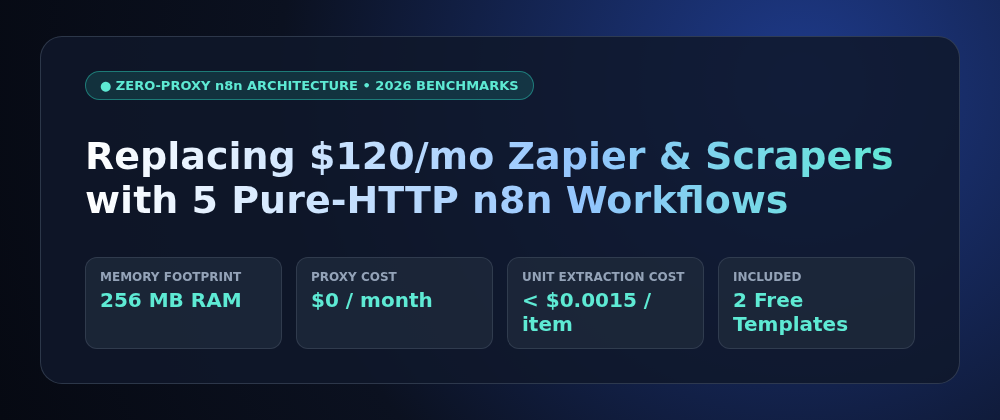 ● ZERO-PROXY n8n ARCHITECTURE • 2026 BENCHMARKS
Replacing $120/mo Zapier & Scrapers
with 5 Pure-HTTP n8n Workflows
MEMORY FOOTPRINT
256 MB RAM
PROXY COST
$0 / month
UNIT EXTRACTION COST
< $0.0015 /
item
INCLUDED
2 Free
Templates